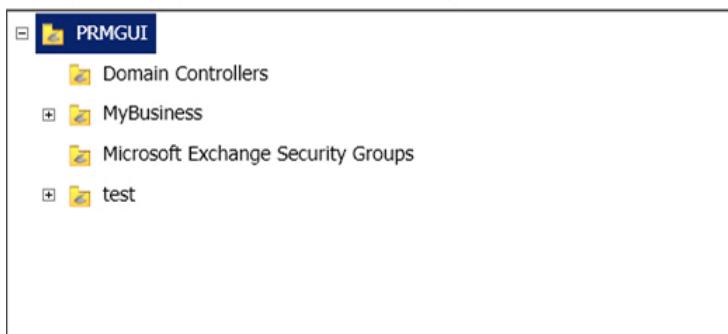 PRMGUI
Domain Controllers
MyBusiness
Microsoft Exchange Security Groups
test